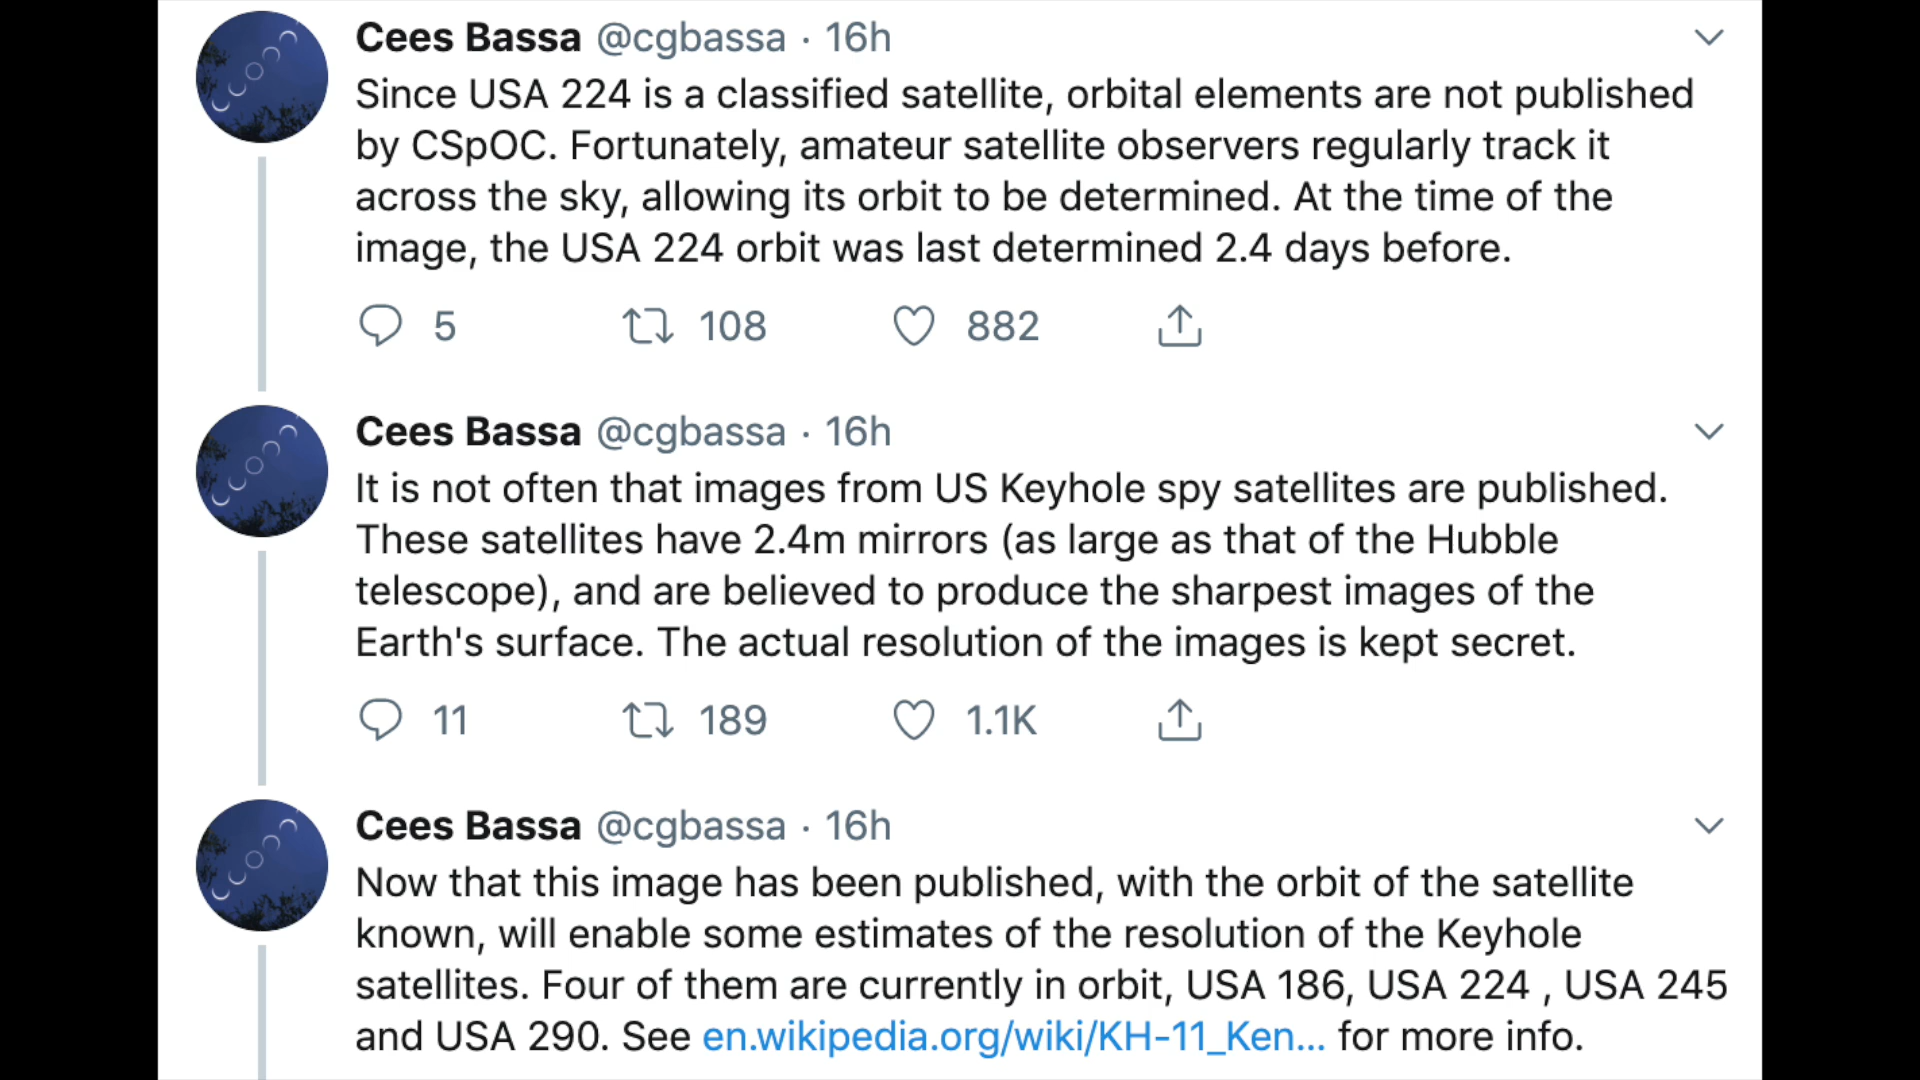 Cees Bassa @cgbassa · 16h
Since USA 224 is a classified satellite, orbital elements are not published
by CSpOC. Fortunately, amateur satellite observers regularly track it
across the sky, allowing its orbit to be determined. At the time of the
image, the USA 224 orbit was last determined 2.4 days before.
5 108 882
Cees Bassa @cgbassa · 16h
It is not often that images from US Keyhole spy satellites are published.
These satellites have 2.4m mirrors (as large as that of the Hubble
telescope), and are believed to produce the sharpest images of the
Earth's surface. The actual resolution of the images is kept secret.
11 189 1.1K
Cees Bassa @cgbassa · 16h
Now that this image has been published, with the orbit of the satellite
known, will enable some estimates of the resolution of the Keyhole
satellites. Four of them are currently in orbit, USA 186, USA 224 , USA 245
and USA 290. See en.wikipedia.org/wiki/KH-11_Ken... for more info.